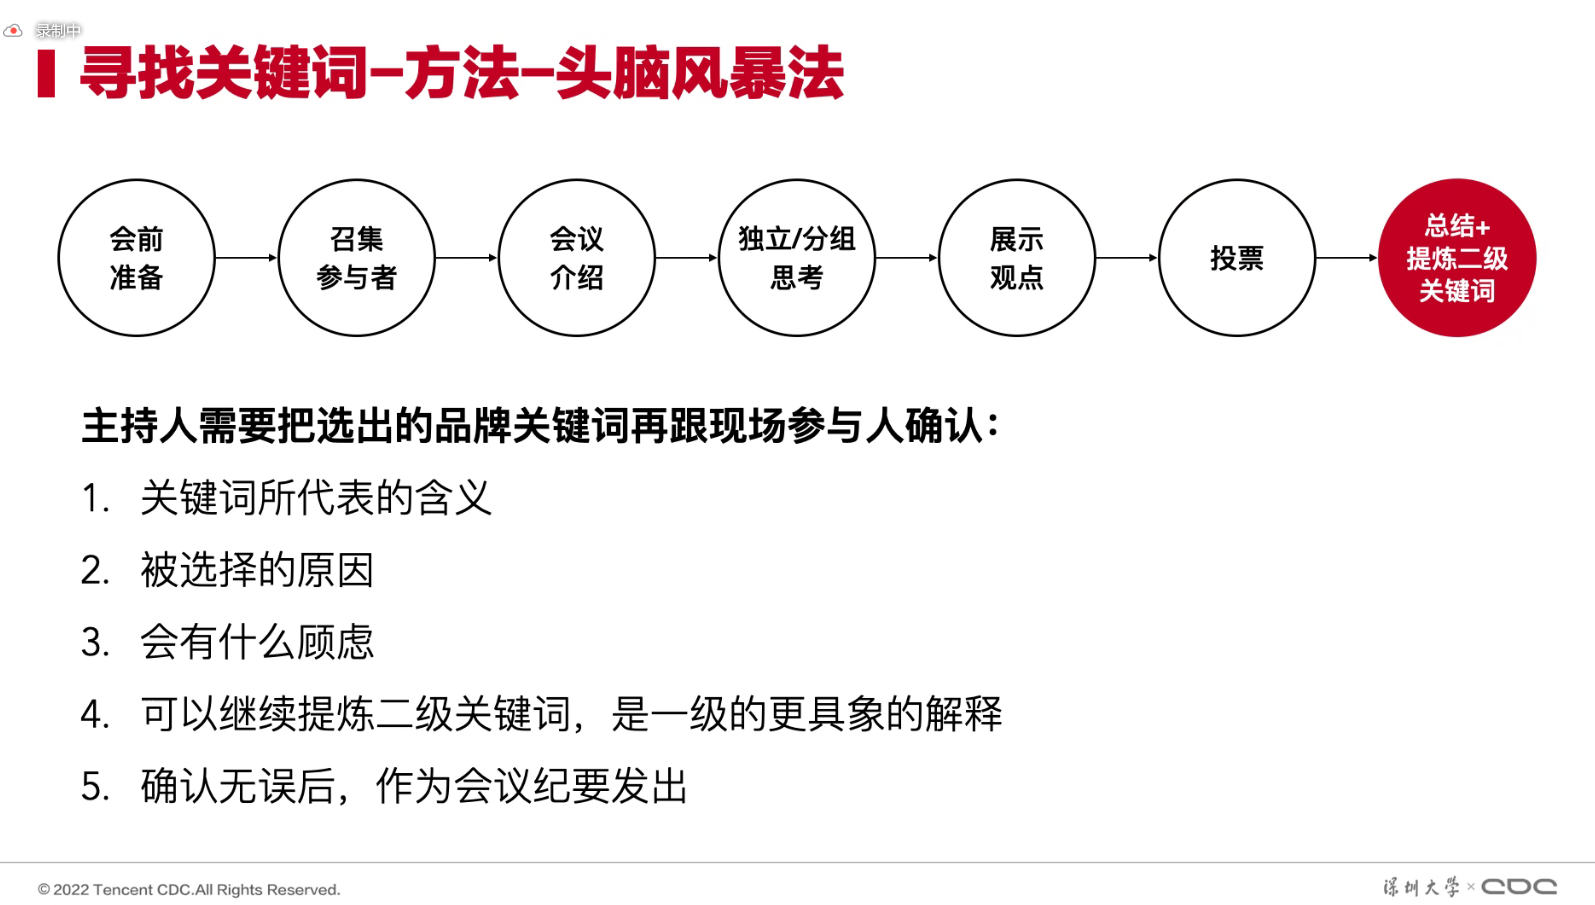 录制中
寻找关键词-方法-头脑风暴法
会前
准备
召集
参与者
会议
介绍
独立/分组
思考
展示
观点
投票
总结+
提炼二级
关键词
主持人需要把选出的品牌关键词再跟现场参与人确认：
1. 关键词所代表的含义
2. 被选择的原因
3. 会有什么顾虑
4. 可以继续提炼二级关键词，是一级的更具象的解释
5. 确认无误后，作为会议纪要发出
© 2022 Tencent CDC.All Rights Reserved.
深圳大学 × CDC